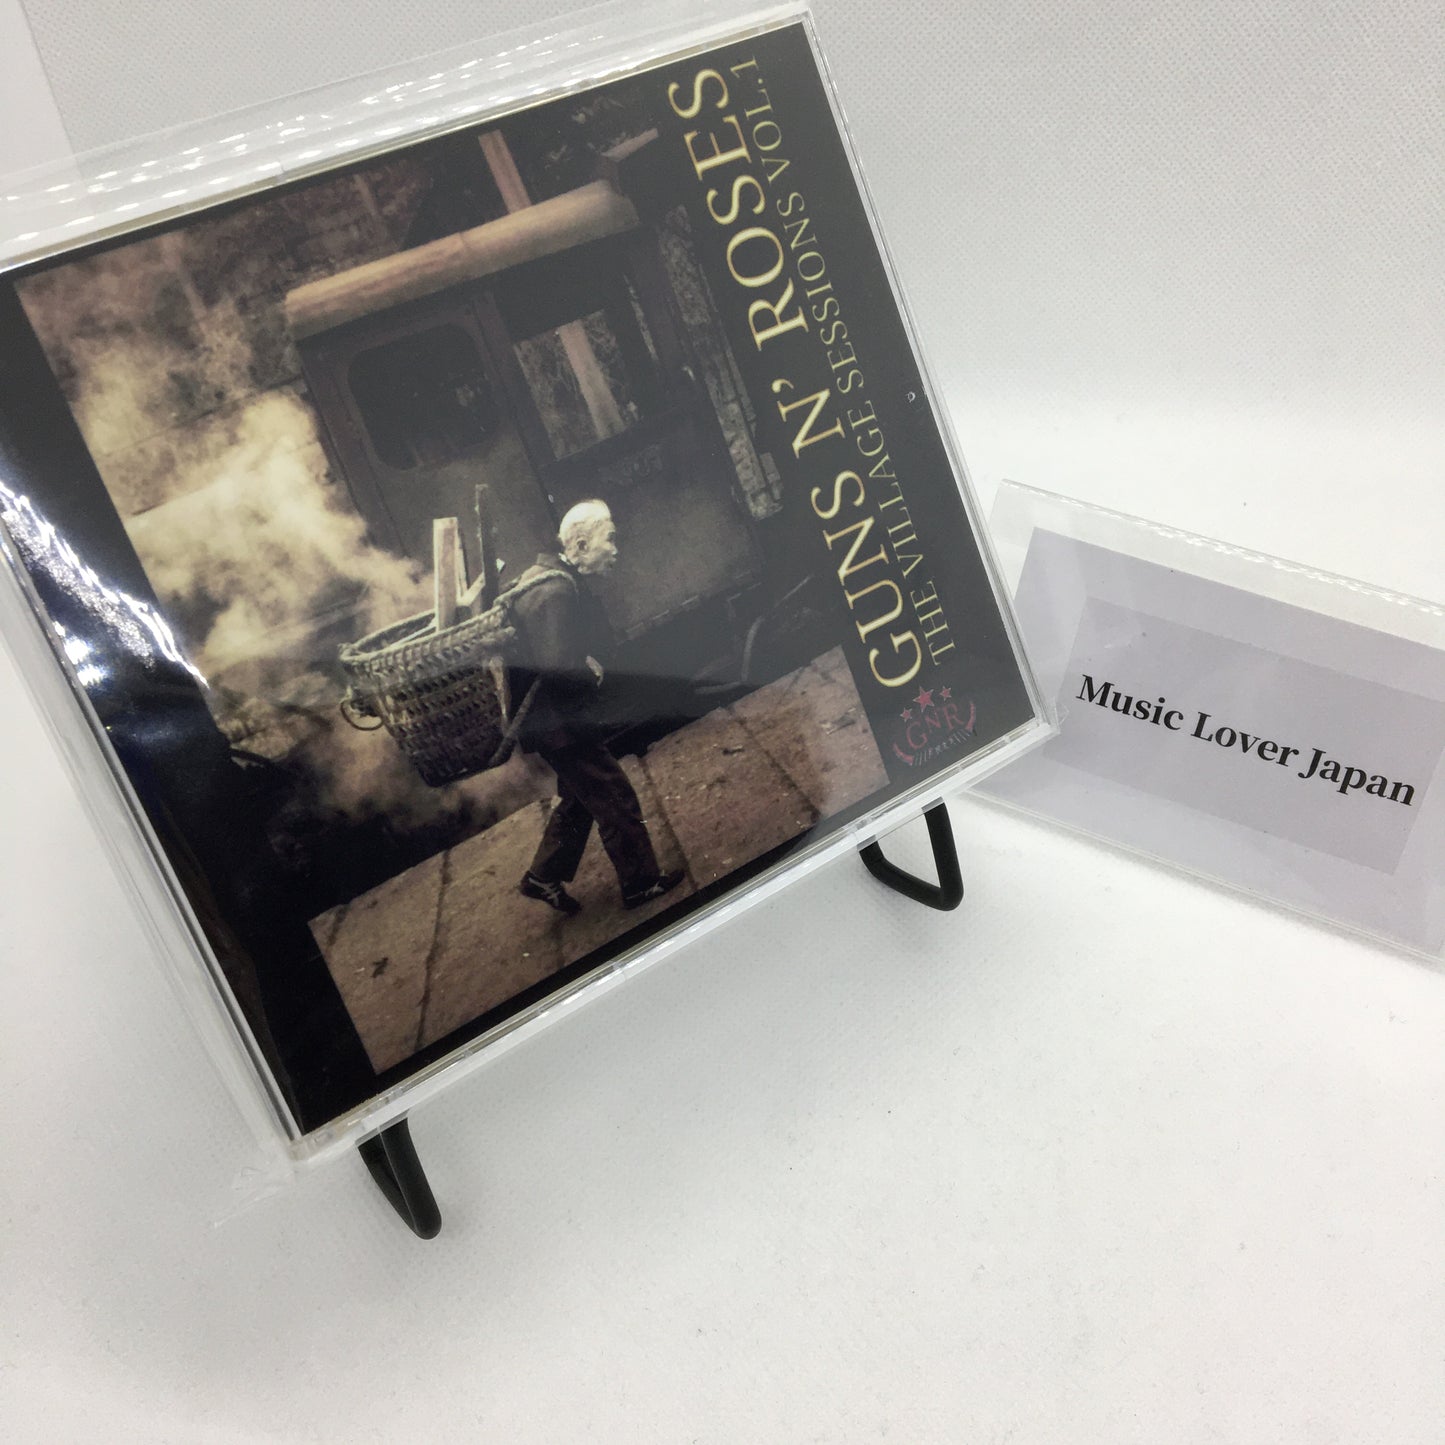 GUNS N' ROSES
THE VILLAGE SESSIONS VOL.1
GNR
Music Lover Japan